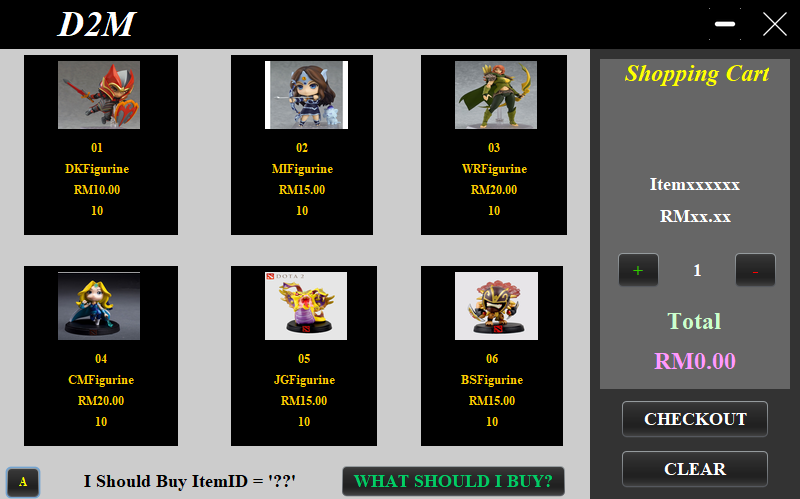 D2M
01
DKFigurine
RM10.00
10
02
MIFigurine
RM15.00
10
03
WRFigurine
RM20.00
10
04
CMFigurine
RM20.00
10
DOTA 2
05
JGFigurine
RM15.00
10
06
BSFigurine
RM15.00
10
A
I Should Buy ItemID = '??'
WHAT SHOULD I BUY?
Shopping Cart
Itemxxxxxx
RMxx.xx
+ 1 -
Total
RM0.00
CHECKOUT
CLEAR